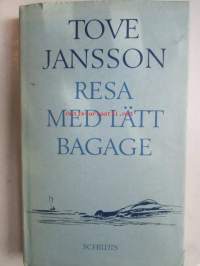 TOVE
JANSSON
RESA
MED LÄTT
BAGAGE
SCHILDTS